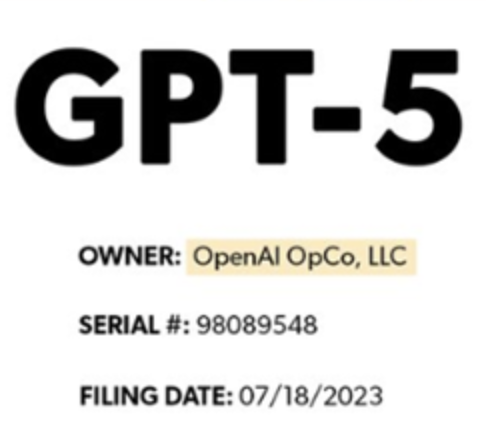 GPT-5
OWNER: OpenAI OpCo, LLC
SERIAL #: 98089548
FILING DATE: 07/18/2023